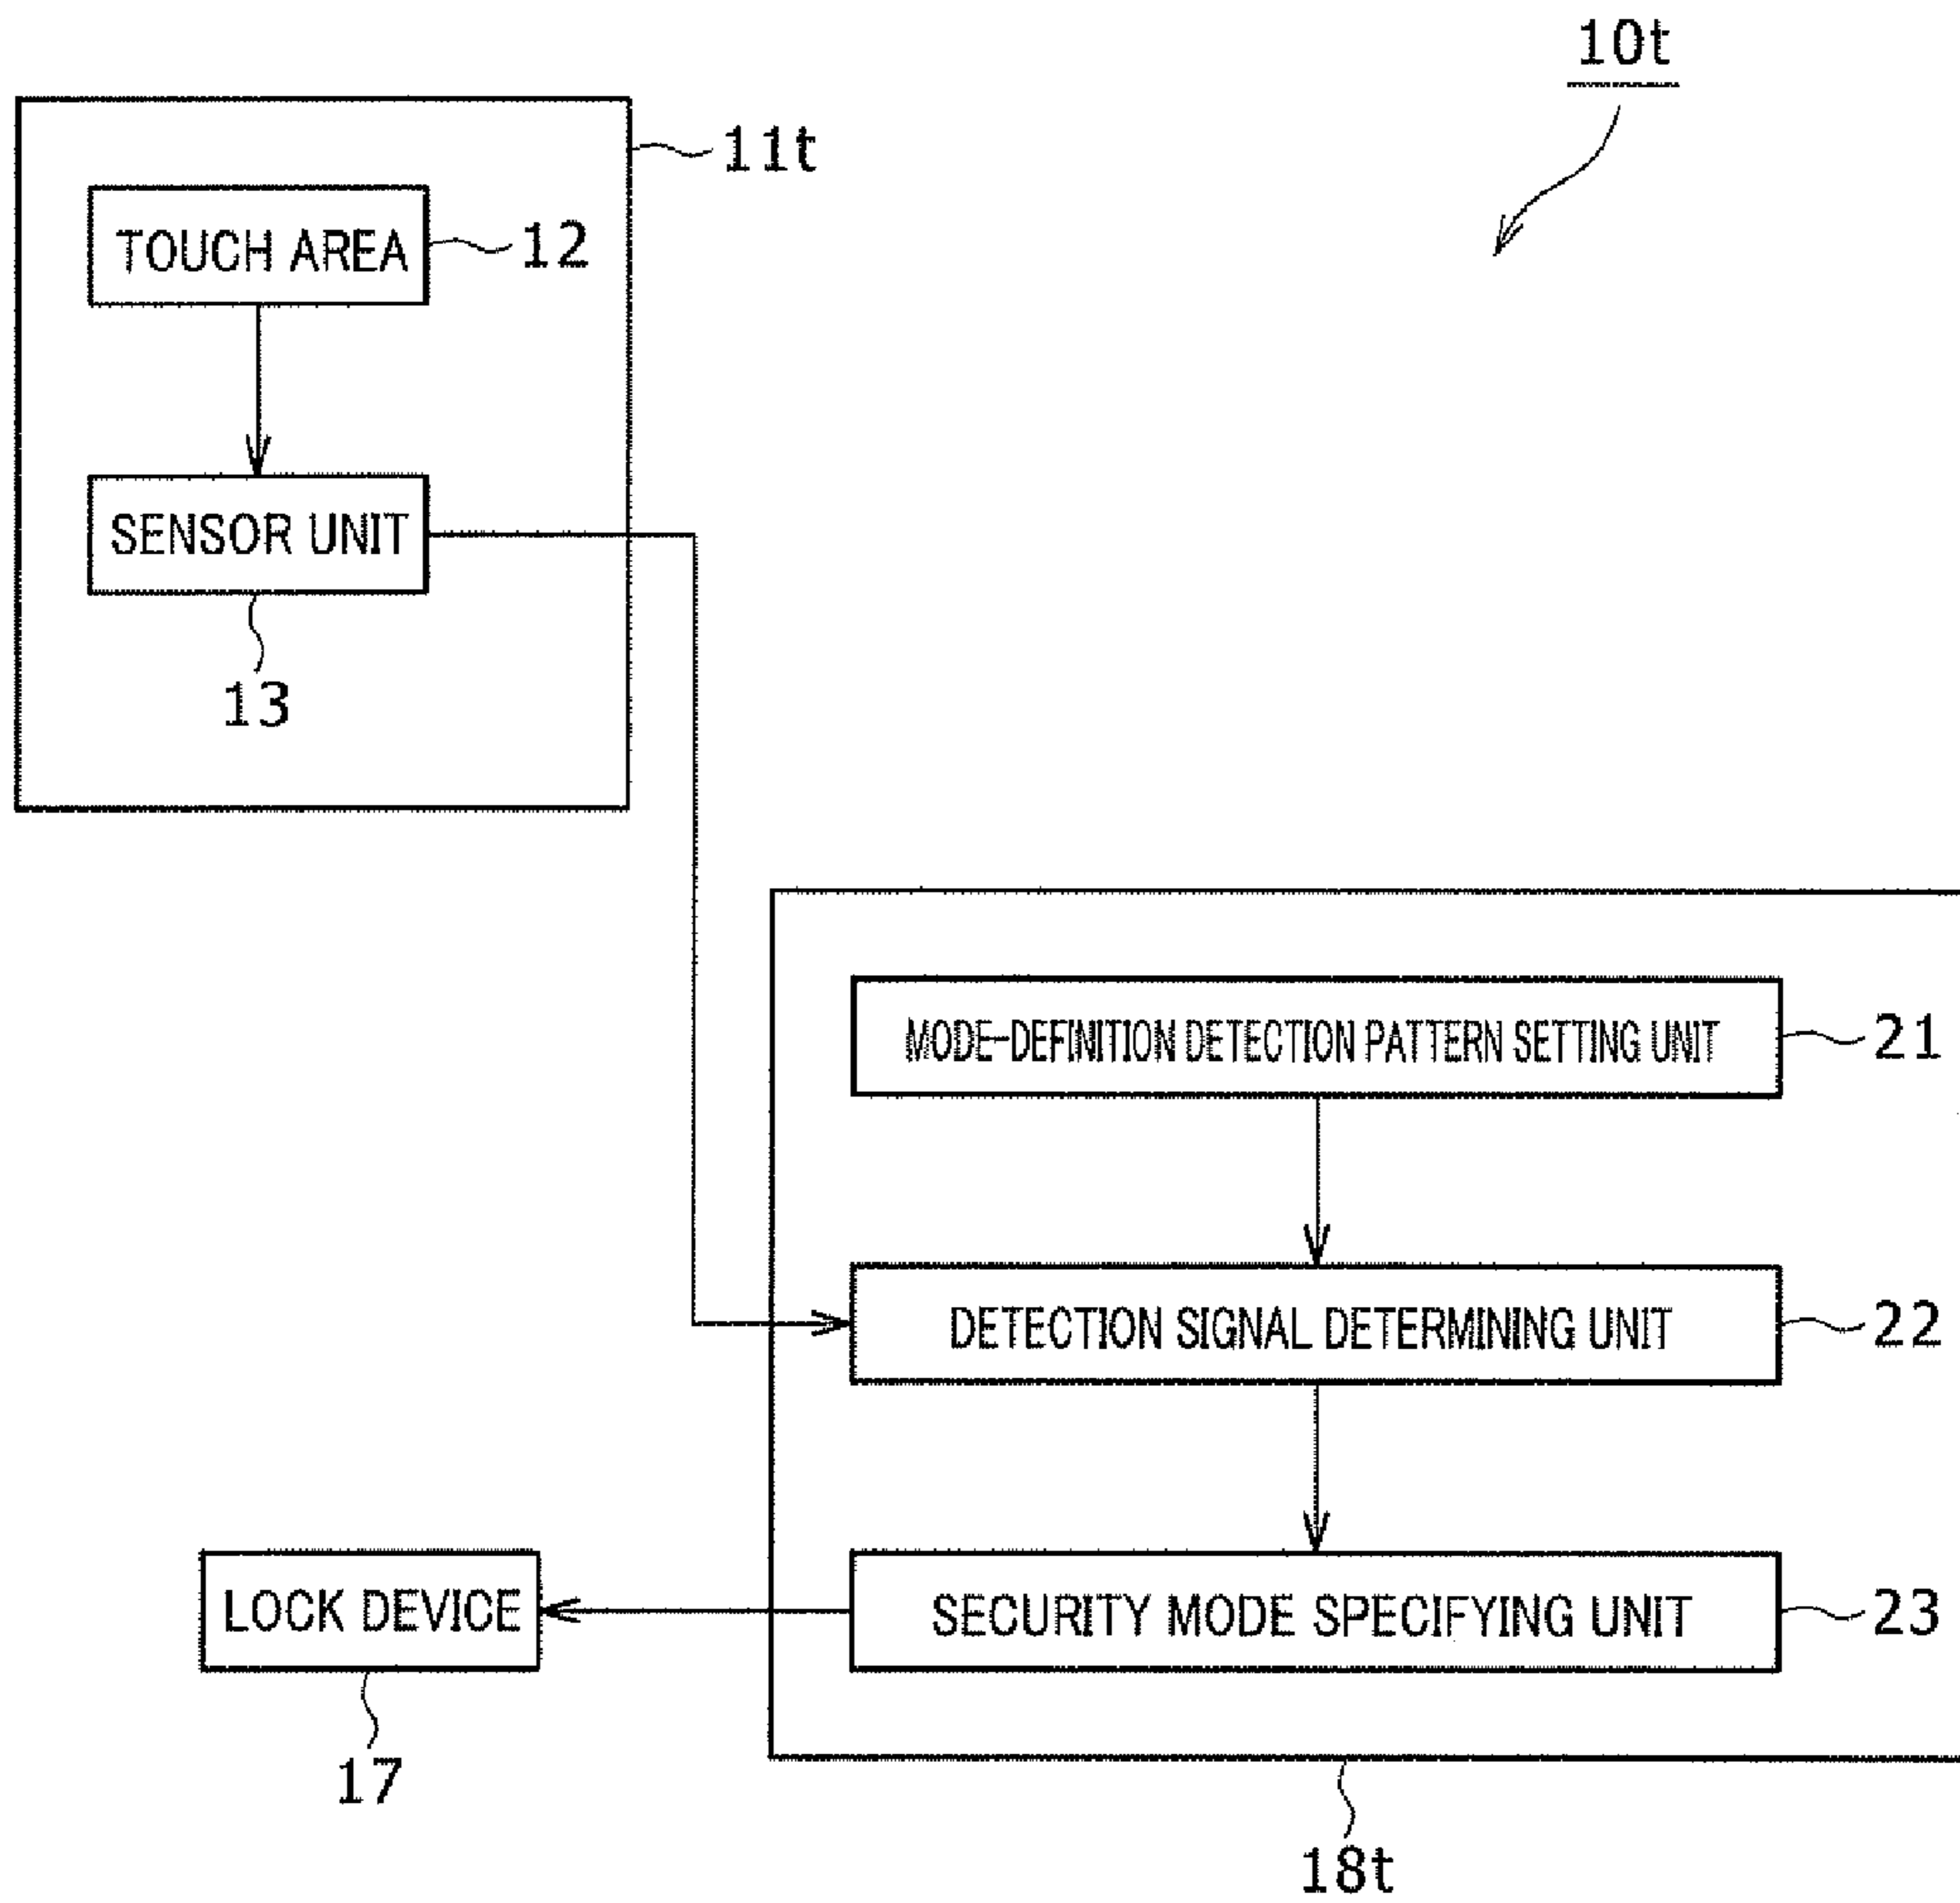 10t
11t
TOUCH AREA
12
SENSOR UNIT
13
MODE-DEFINITION DETECTION PATTERN SETTING UNIT
21
DETECTION SIGNAL DETERMINING UNIT
22
LOCK DEVICE
SECURITY MODE SPECIFYING UNIT
23
17
18t